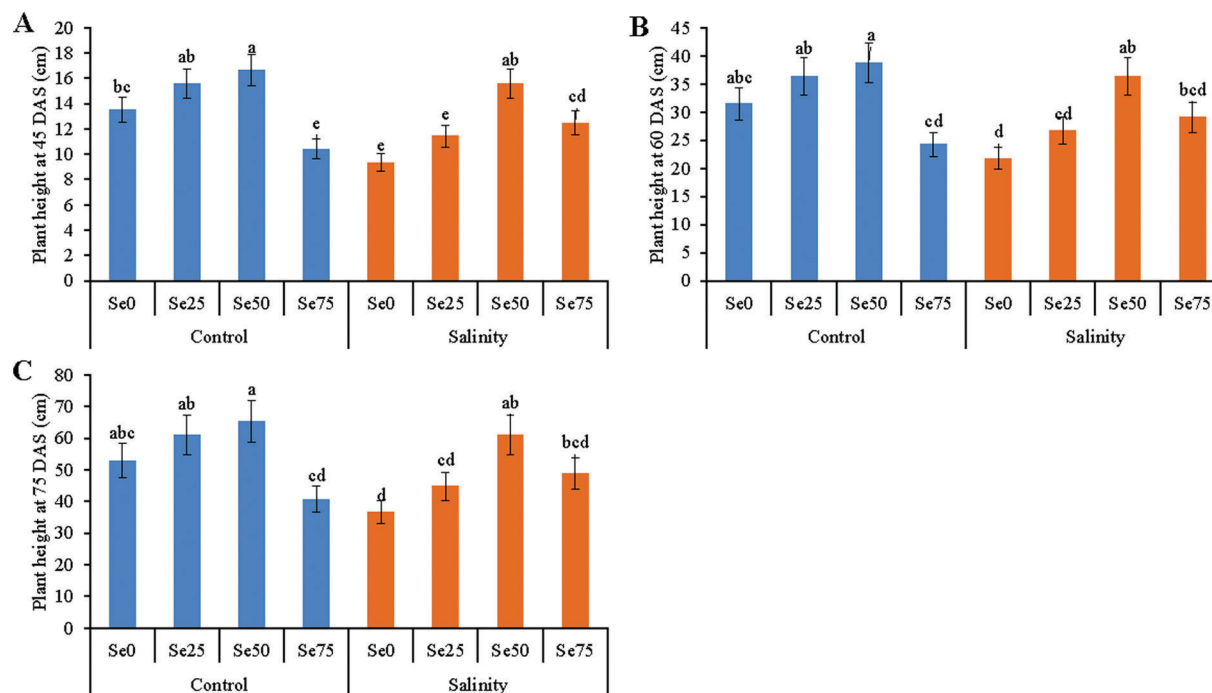 A
Plant height at 45 DAS (cm)
20
18
16
14
12
10
8
6
4
2
0
bc
ab
a
e
e
e
ab
cd
Se0 Se25 Se50 Se75 Se0 Se25 Se50 Se75
Control Salinity
B
Plant height at 60 DAS (cm)
45
40
35
30
25
20
15
10
5
0
abc
ab
a
cd
d
cd
ab
bcd
Se0 Se25 Se50 Se75 Se0 Se25 Se50 Se75
Control Salinity
C
Plant height at 75 DAS (cm)
80
70
60
50
40
30
20
10
0
abc
ab
a
cd
d
cd
ab
bcd
Se0 Se25 Se50 Se75 Se0 Se25 Se50 Se75
Control Salinity